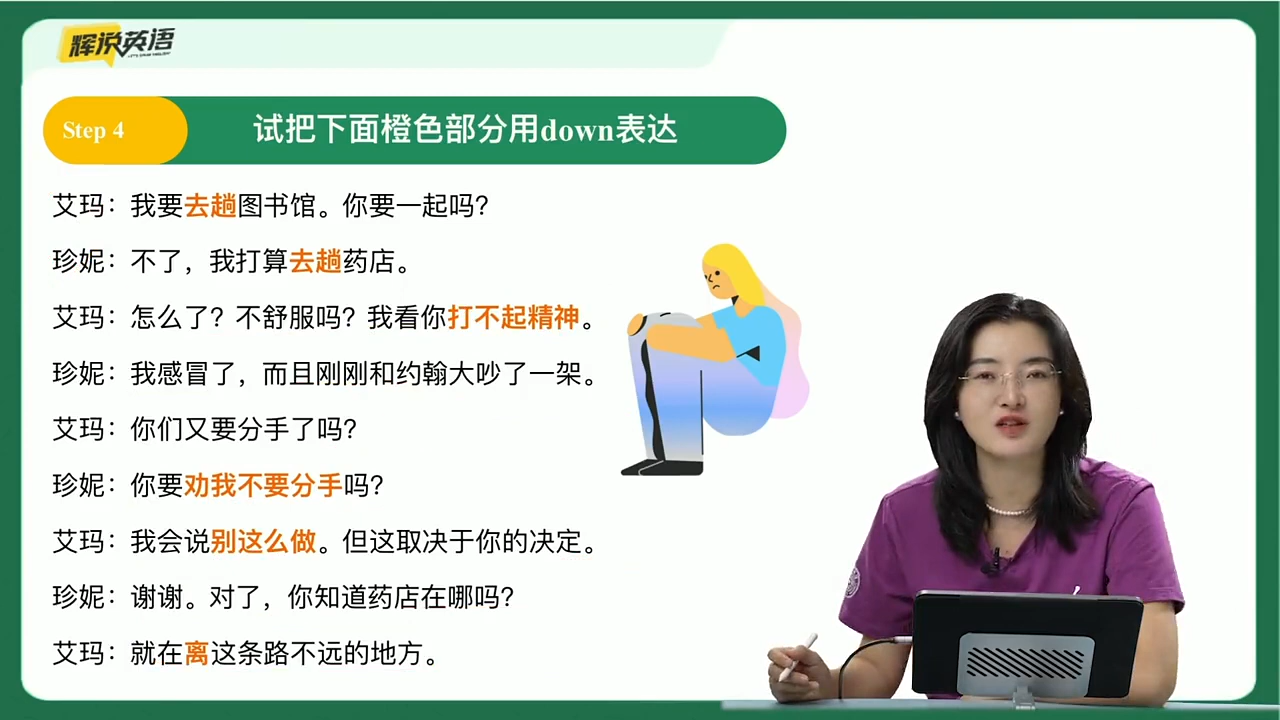 辉说英语
Step 4
试把下面橙色部分用down表达
艾玛：我要去趟图书馆。你要一起吗？
珍妮：不了，我打算去趟药店。
艾玛：怎么了？不舒服吗？我看你打不起精神。
珍妮：我感冒了，而且刚刚和约翰大吵了一架。
艾玛：你们又要分手了吗？
珍妮：你要劝我不要分手吗？
艾玛：我会说别这么做。但这取决于你的决定。
珍妮：谢谢。对了，你知道药店在哪吗？
艾玛：就在离这条路不远的地方。